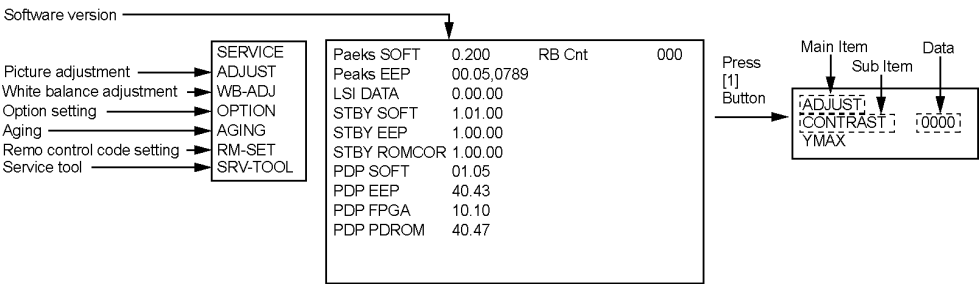 Software version
Picture adjustment
White balance adjustment
Option setting
Aging
Remo control code setting
Service tool
SERVICE
ADJUST
WB-ADJ
OPTION
AGING
RM-SET
SRV-TOOL
Paeks SOFT 0.200 RB Cnt 000
Peaks EEP 00.05,0789
LSI DATA 0.00.00
STBY SOFT 1.01.00
STBY EEP 1.00.00
STBY ROMCOR 1.00.00
PDP SOFT 01.05
PDP EEP 40.43
PDP FPGA 10.10
PDP PDROM 40.47
Press
[1]
Button
Main Item
Sub Item
Data
ADJUST
CONTRAST 0000
YMAX